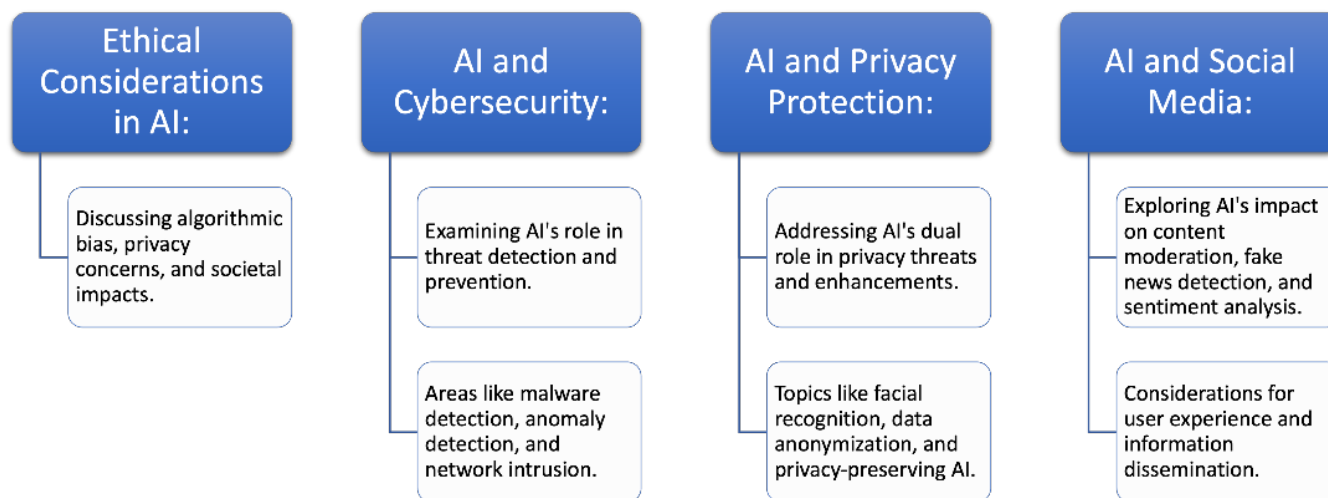 Ethical
Considerations
in AI:
Discussing algorithmic
bias, privacy
concerns, and societal
impacts.
AI and
Cybersecurity:
Examining AI's role in
threat detection and
prevention.
Areas like malware
detection, anomaly
detection, and
network intrusion.
AI and Privacy
Protection:
Addressing AI's dual
role in privacy threats
and enhancements.
Topics like facial
recognition, data
anonymization, and
privacy-preserving AI.
AI and Social
Media:
Exploring AI's impact
on content
moderation, fake
news detection, and
sentiment analysis.
Considerations for
user experience and
information
dissemination.